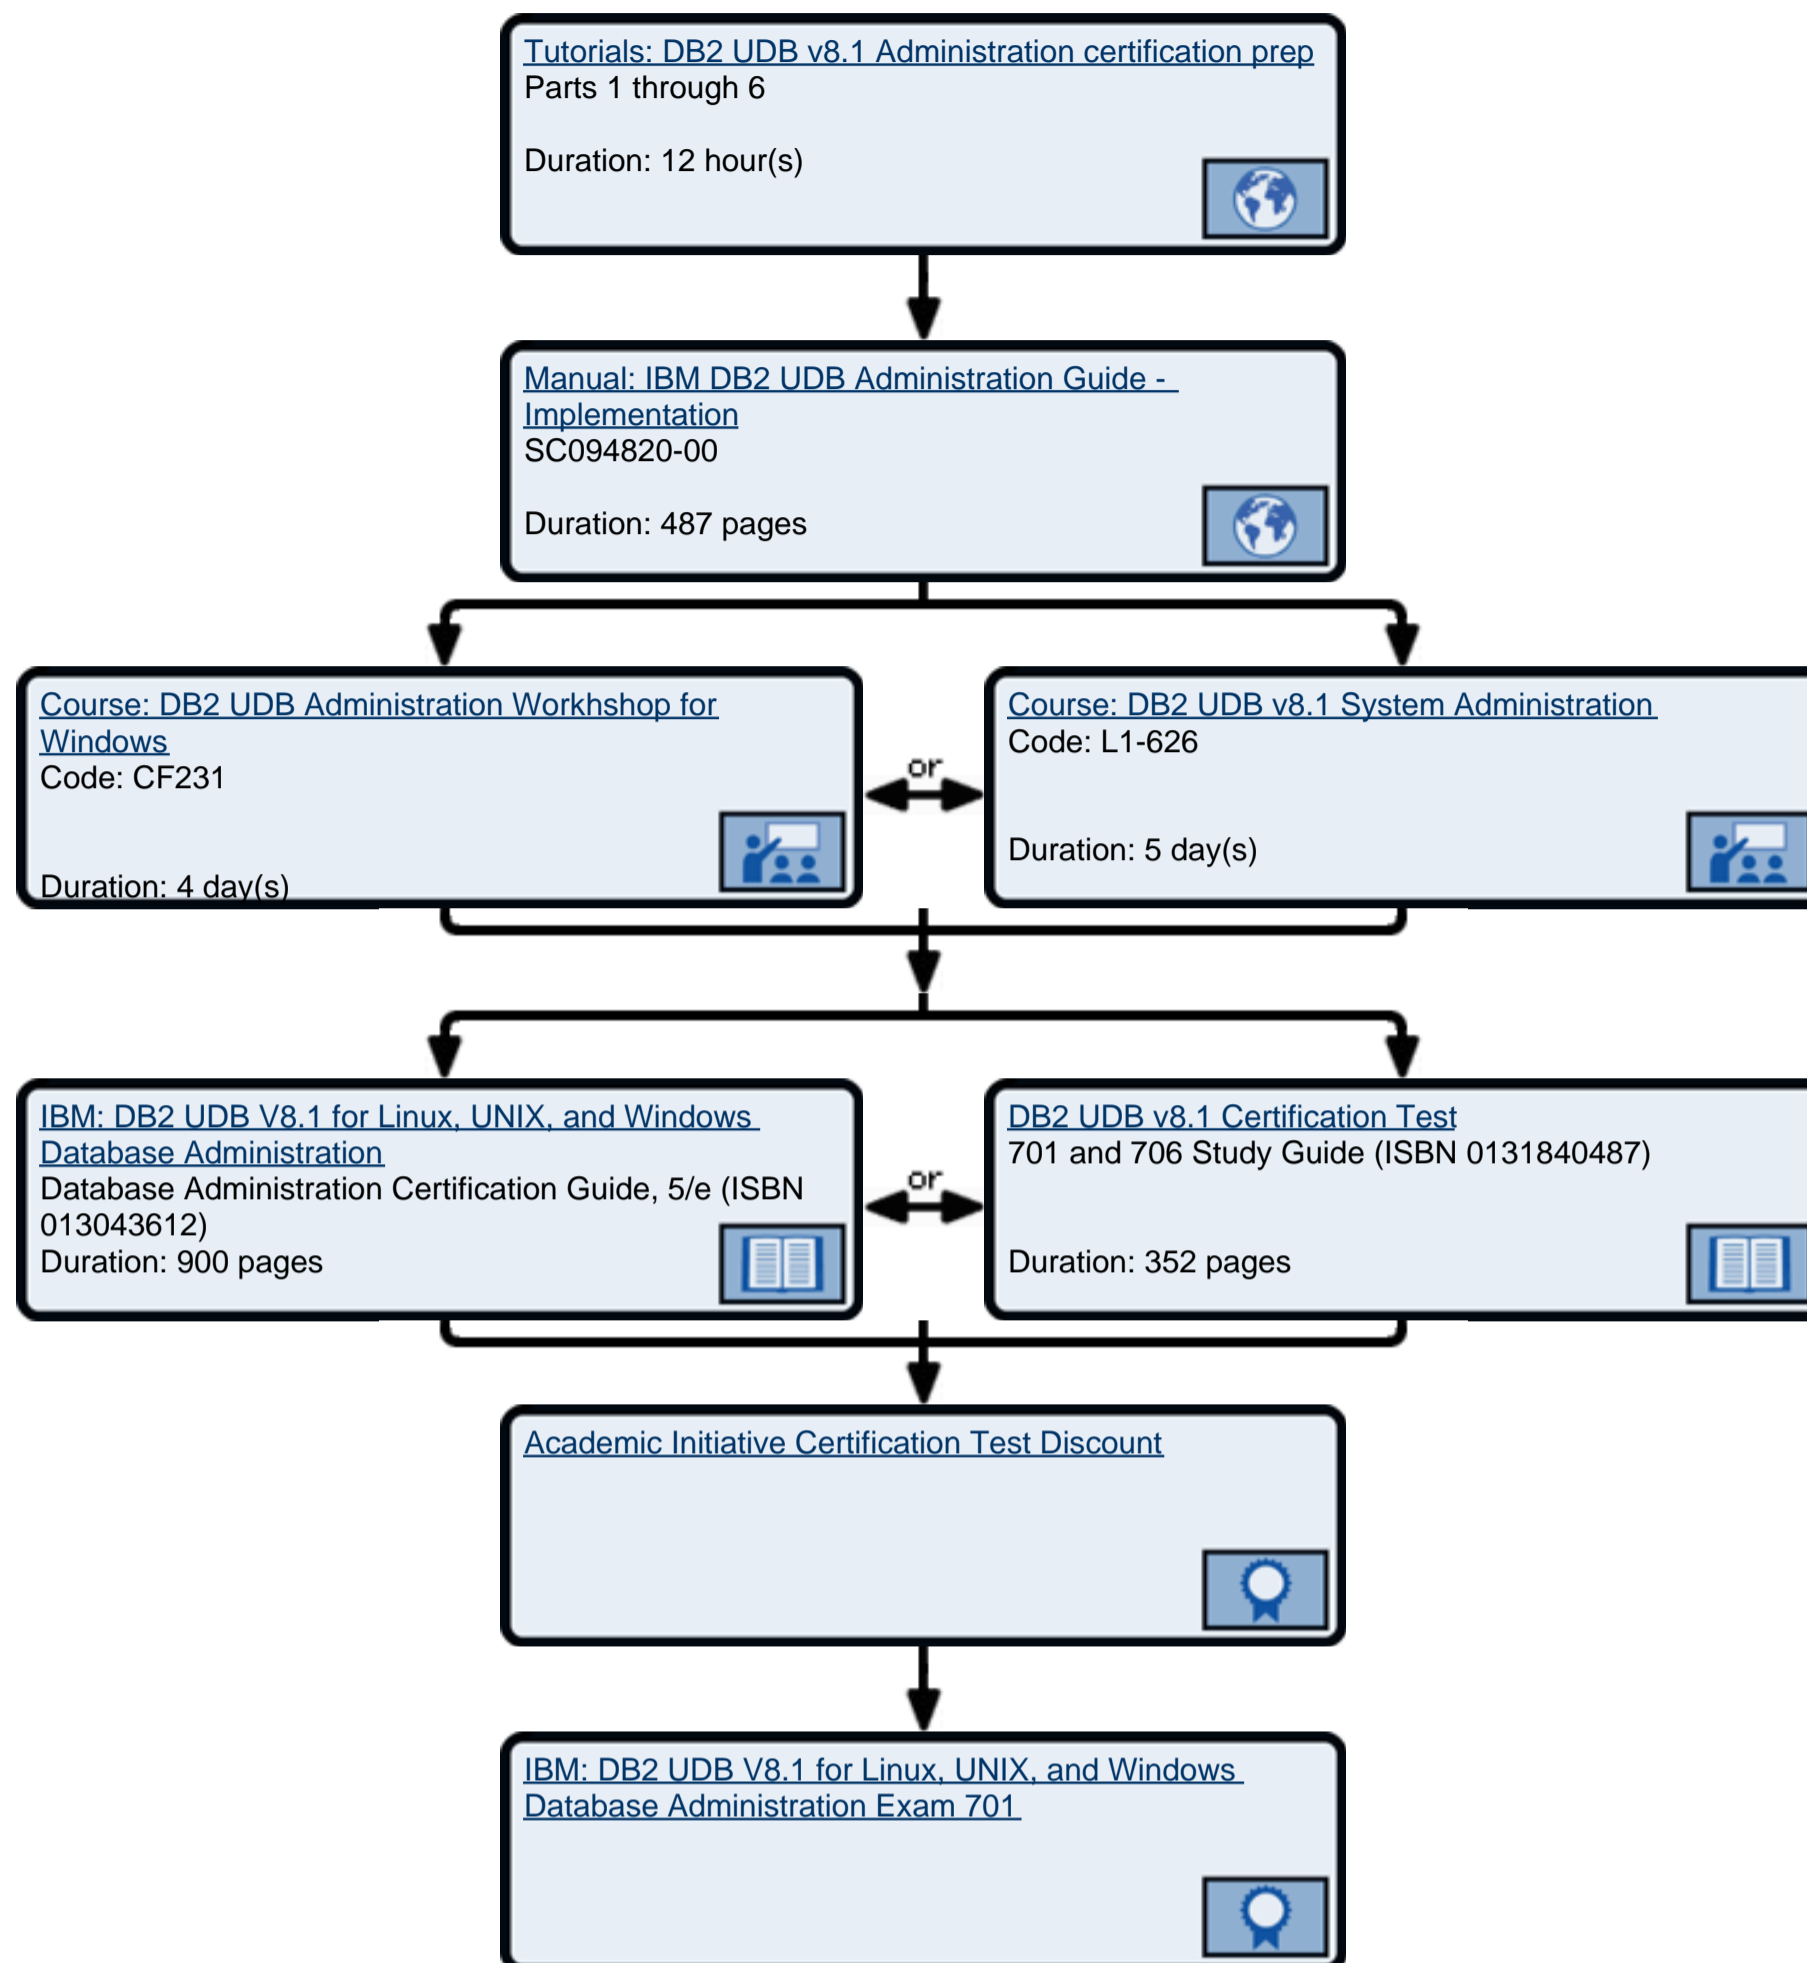 Tutorials: DB2 UDB v8.1 Administration certification prep
Parts 1 through 6
Duration: 12 hour(s)
Manual: IBM DB2 UDB Administration Guide -
Implementation
SC094820-00
Duration: 487 pages
Course: DB2 UDB Administration Workhshop for
Windows
Code: CF231
Duration: 4 day(s)
or
Course: DB2 UDB v8.1 System Administration
Code: L1-626
Duration: 5 day(s)
IBM: DB2 UDB V8.1 for Linux, UNIX, and Windows
Database Administration
Database Administration Certification Guide, 5/e (ISBN
013043612)
Duration: 900 pages
or
DB2 UDB v8.1 Certification Test
701 and 706 Study Guide (ISBN 0131840487)
Duration: 352 pages
Academic Initiative Certification Test Discount
IBM: DB2 UDB V8.1 for Linux, UNIX, and Windows
Database Administration Exam 701